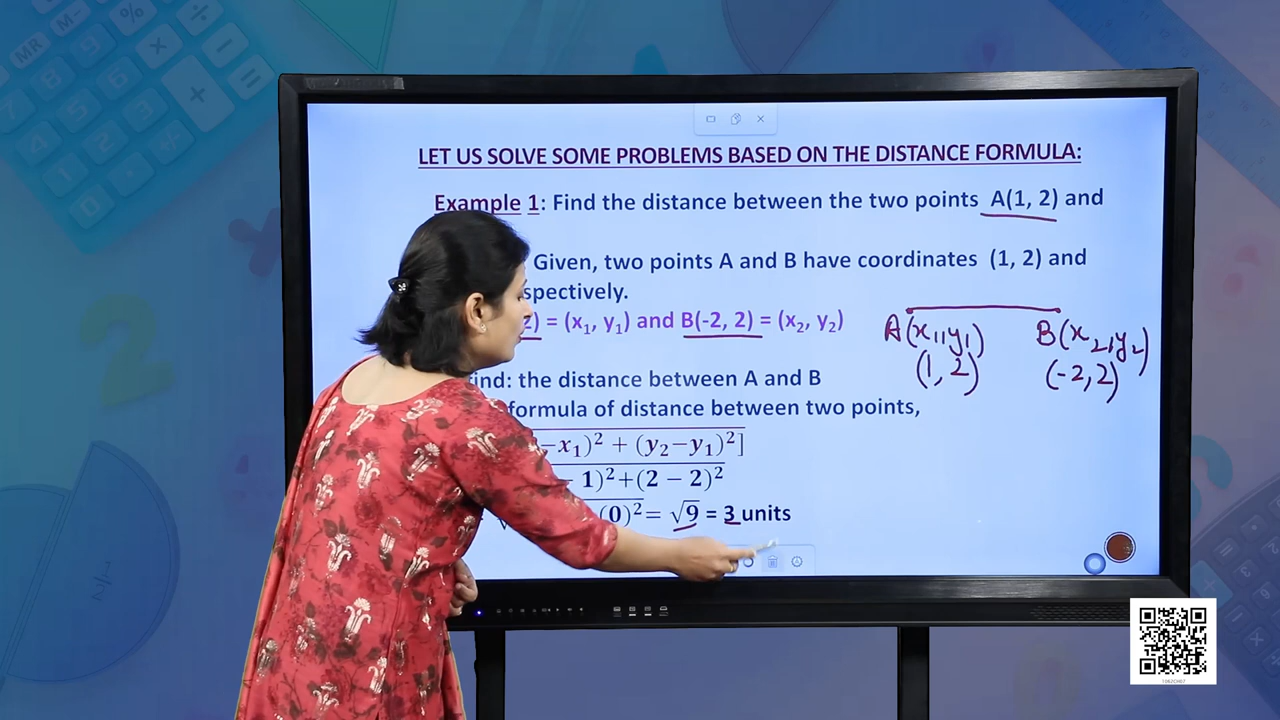 LET US SOLVE SOME PROBLEMS BASED ON THE DISTANCE FORMULA:
Example 1: Find the distance between the two points A(1, 2) and
Given, two points A and B have coordinates (1, 2) and
spectively.
2) = (x₁, y₁) and B(-2, 2) = (x₂, y₂)
A(x₁, y₁) B(x₂, y₂)
(1, 2) (-2, 2)
ind: the distance between A and B
formula of distance between two points,
−x₁)² + (y₂−y₁)²]
− 1)²+(2 − 2)²
(0)²= √9 = 3 units
MR M- % ÷